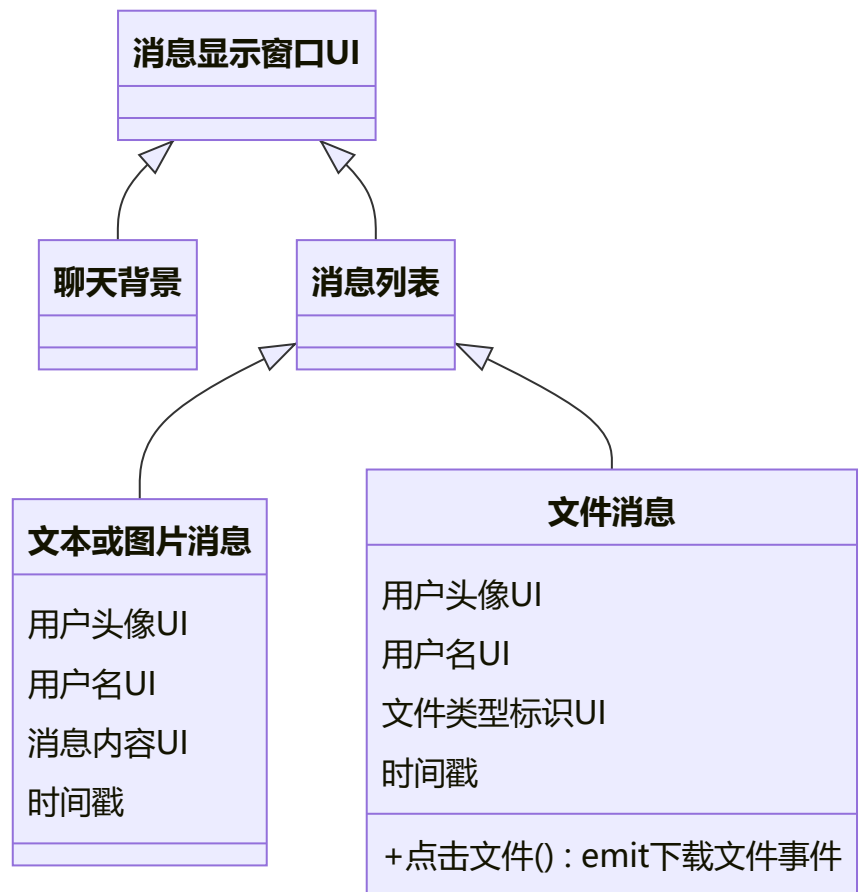 消息显示窗口UI
聊天背景
消息列表
文本或图片消息
用户头像UI
用户名UI
消息内容UI
时间戳
文件消息
用户头像UI
用户名UI
文件类型标识UI
时间戳
+点击文件() : emit下载文件事件